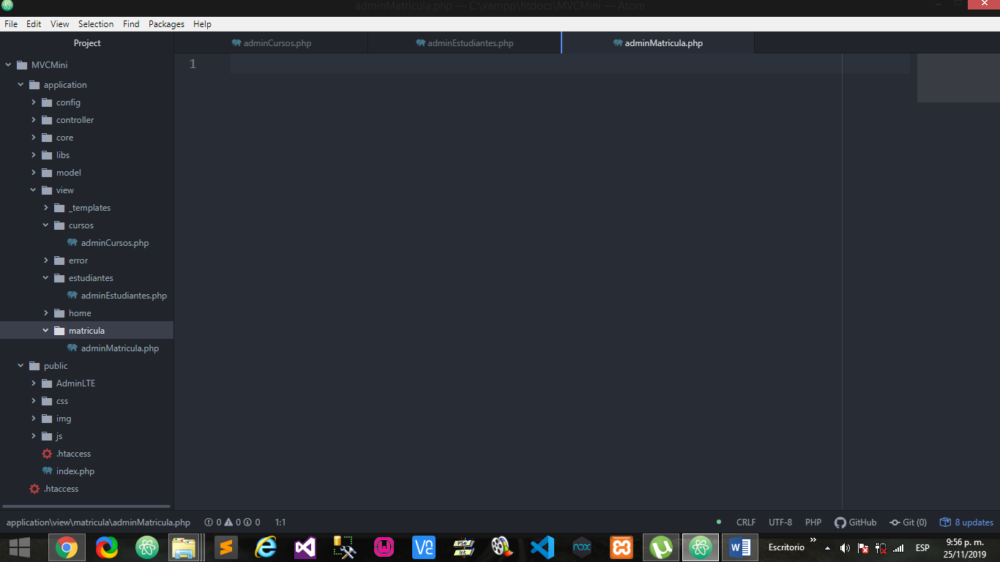 adminMatricula.php — C:\xampp\htdocs\MVCMini — Atom
File Edit View Selection Find Packages Help
Project
adminCursos.php
adminEstudiantes.php
adminMatricula.php
1
MVCMini
application
config
controller
core
libs
model
view
_templates
cursos
adminCursos.php
error
estudiantes
adminEstudiantes.php
home
matricula
adminMatricula.php
public
AdminLTE
css
img
js
.htaccess
index.php
.htaccess
application\view\matricula\adminMatricula.php 0 0 0 1:1 CRLF UTF-8 PHP GitHub Git (0) 8 updates
Escritorio » ESP 9:56 p. m.
25/11/2019